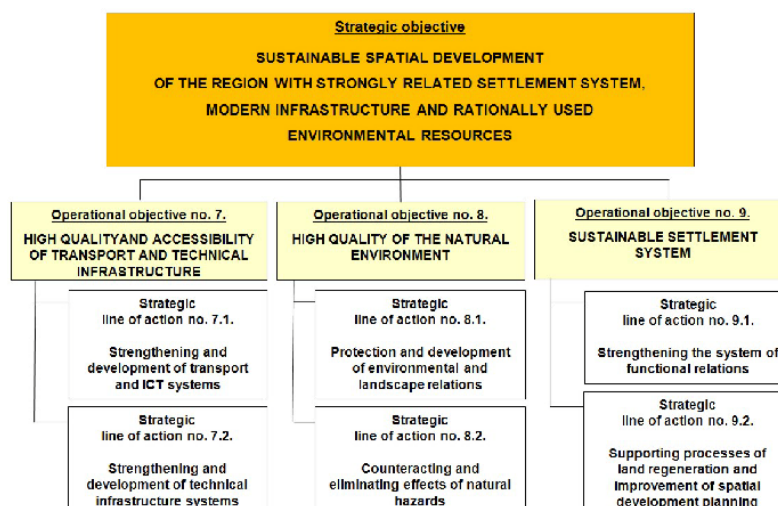 Strategic objective
SUSTAINABLE SPATIAL DEVELOPMENT
OF THE REGION WITH STRONGLY RELATED SETTLEMENT SYSTEM,
MODERN INFRASTRUCTURE AND RATIONALLY USED
ENVIRONMENTAL RESOURCES
Operational objective no. 7.
HIGH QUALITYAND ACCESSIBILITY
OF TRANSPORT AND TECHNICAL
INFRASTRUCTURE
Strategic
line of action no. 7.1.
Strengthening and
development of transport
and ICT systems
Strategic
line of action no. 7.2.
Strengthening and
development of technical
infrastructure systems
Operational objective no. 8.
HIGH QUALITY OF THE NATURAL
ENVIRONMENT
Strategic
line of action no. 8.1.
Protection and development
of environmental and
landscape relations
Strategic
line of action no. 8.2.
Counteracting and
eliminating effects of natural
hazards
Operational objective no. 9.
SUSTAINABLE SETTLEMENT
SYSTEM
Strategic
line of action no. 9.1.
Strengthening the system of
functional relations
Strategic
line of action no. 9.2.
Supporting processes of
land regeneration and
improvement of spatial
development planning